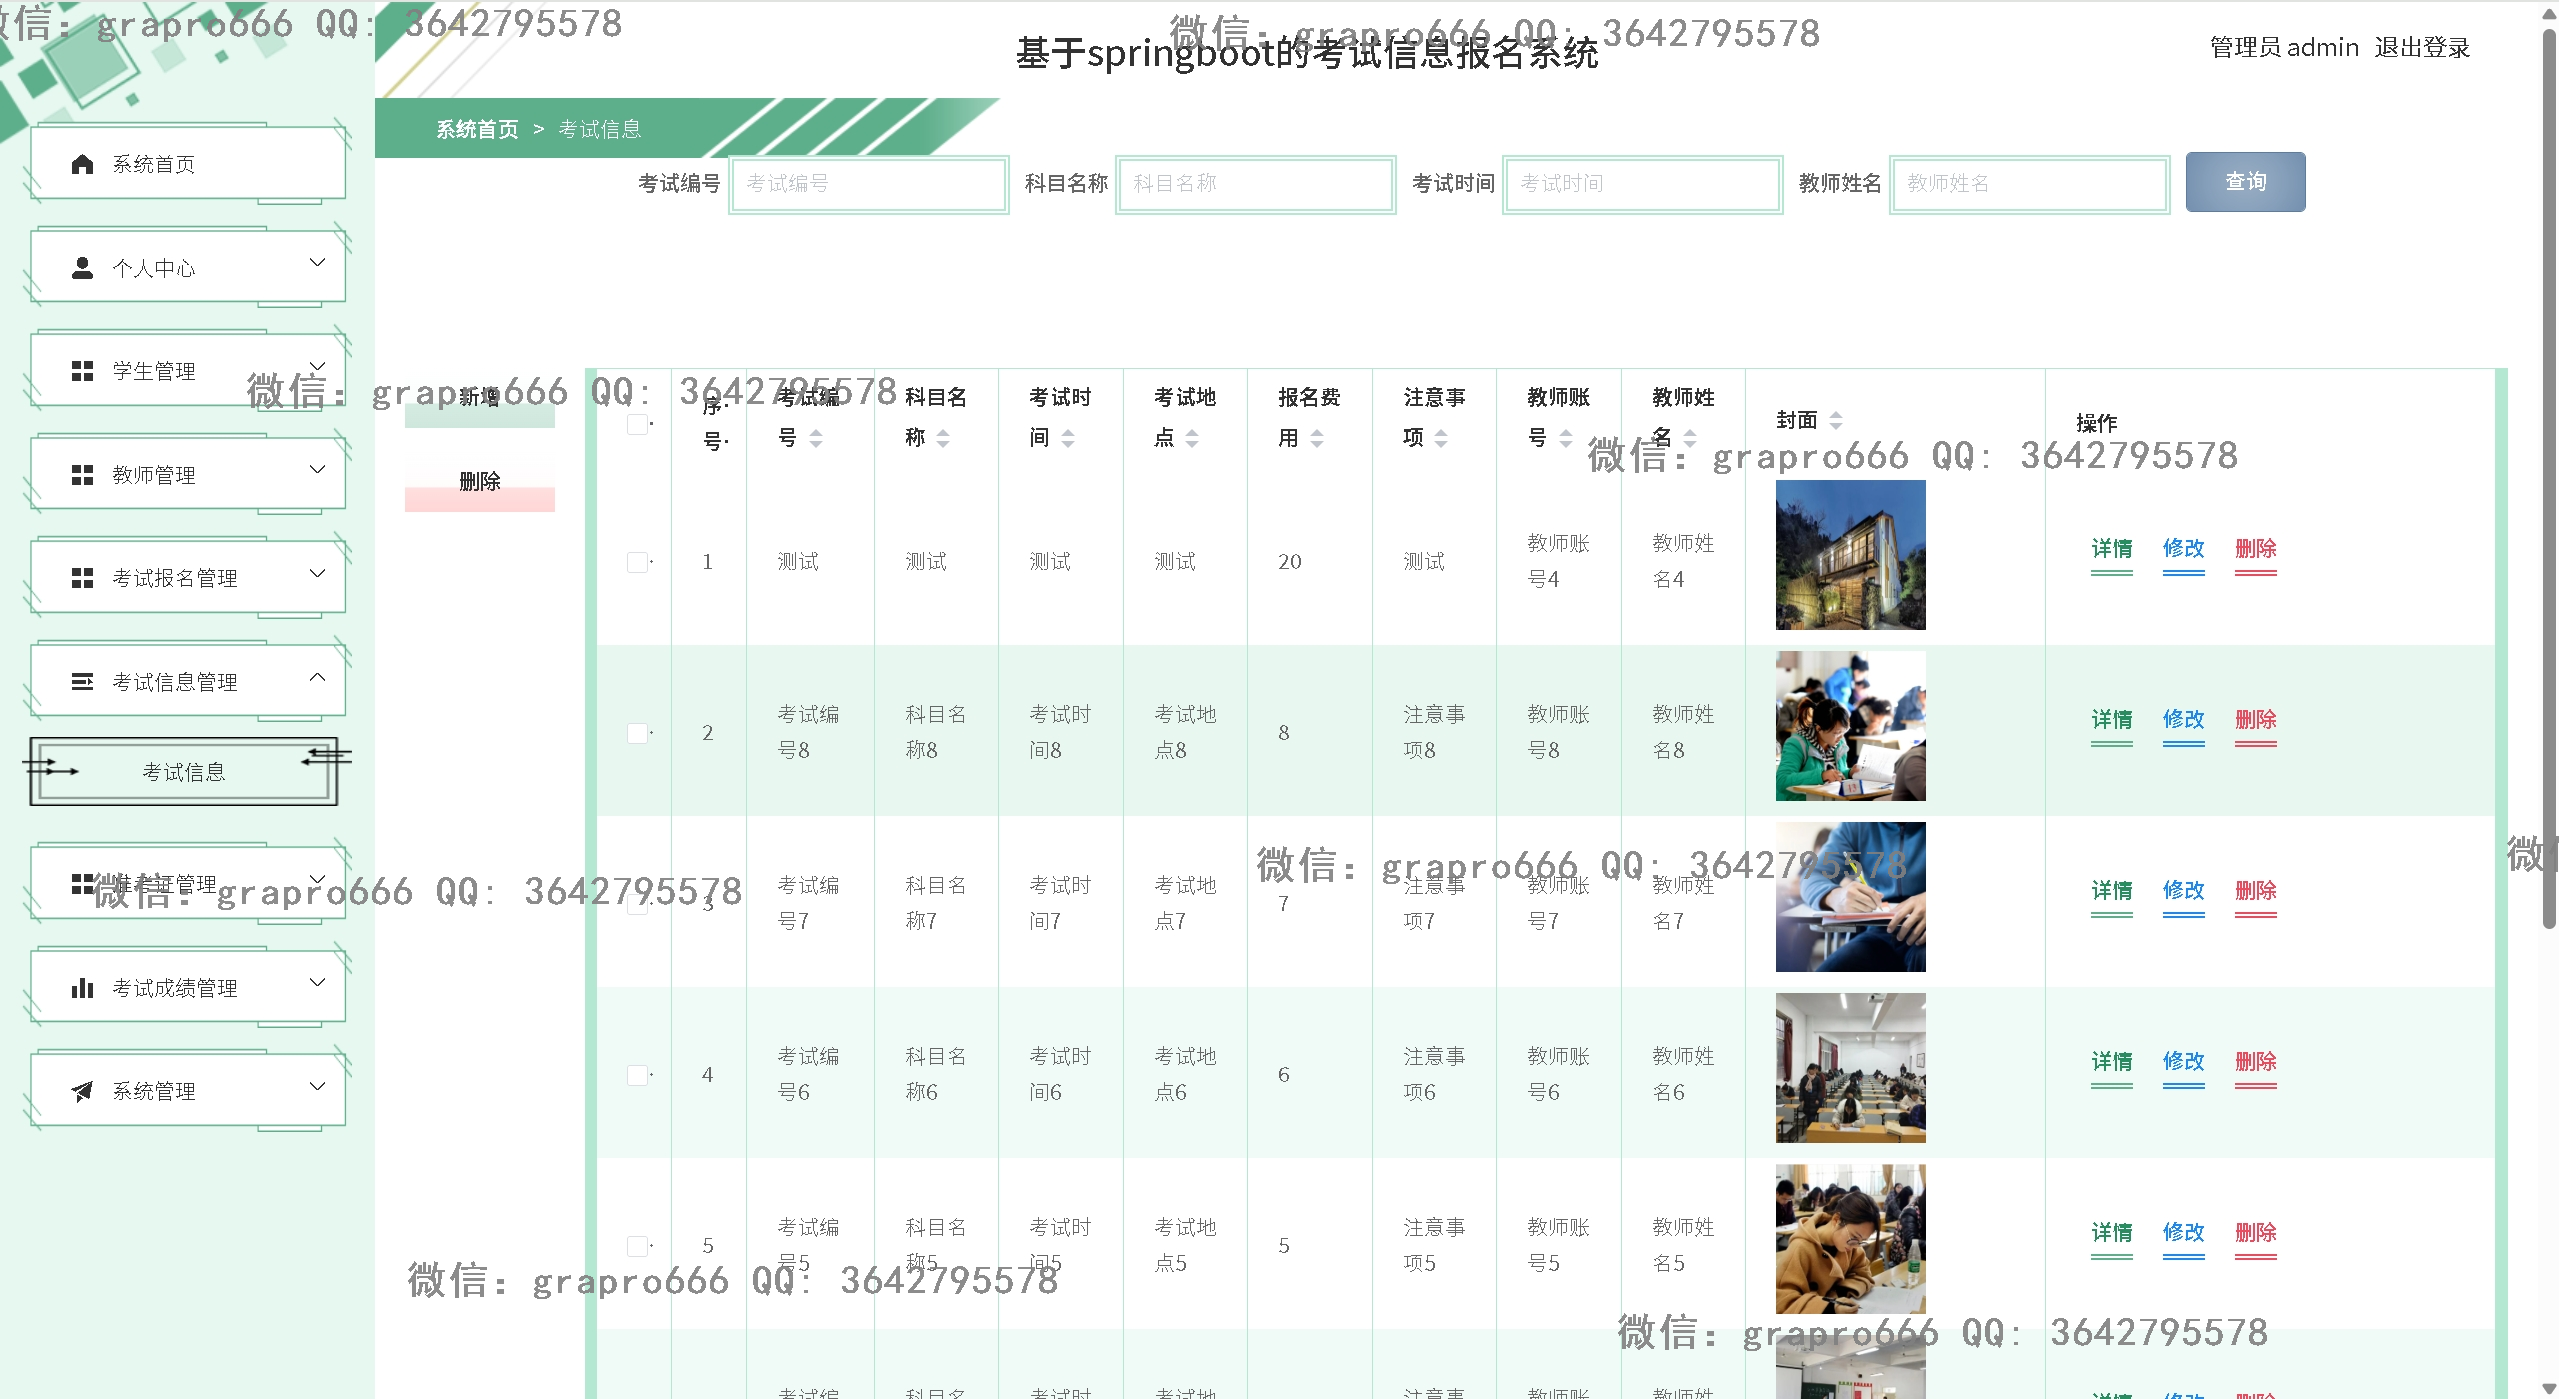 微信: grapro666 QQ: 3642795578
微信: grapro666 QQ: 3642795578
基于springboot的考试信息报名系统
管理员 admin 退出登录
系统首页 > 考试信息
考试编号 考试编号 科目名称 科目名称 考试时间 考试时间 教师姓名 教师姓名 查询
系统首页
个人中心
学生管理
教师管理
考试报名管理
考试信息管理
考试信息
准考证管理
考试成绩管理
系统管理
微信: grapro666 QQ: 3642795578
新增
删除
序号 考试编号 科目名称 考试时间 考试地点 报名费用 注意事项 教师账号 教师姓名 封面 操作
微信: grapro666 QQ: 3642795578
1 测试 测试 测试 测试 20 测试 教师账号4 教师姓名4 详情 修改 删除
2 考试编号8 科目名称8 考试时间8 考试地点8 8 注意事项8 教师账号8 教师姓名8 详情 修改 删除
微信: grapro666 QQ: 3642795578
微信: grapro666 QQ: 3642795578
微信
3 考试编号7 科目名称7 考试时间7 考试地点7 7 注意事项7 教师账号7 教师姓名7 详情 修改 删除
4 考试编号6 科目名称6 考试时间6 考试地点6 6 注意事项6 教师账号6 教师姓名6 详情 修改 删除
5 考试编号5 科目名称5 考试时间5 考试地点5 5 注意事项5 教师账号5 教师姓名5 详情 修改 删除
微信: grapro666 QQ: 3642795578
微信: grapro666 QQ: 3642795578
考试编 科目名 考试时 考试地 注意事 教师账 教师姓 详情 修改 删除